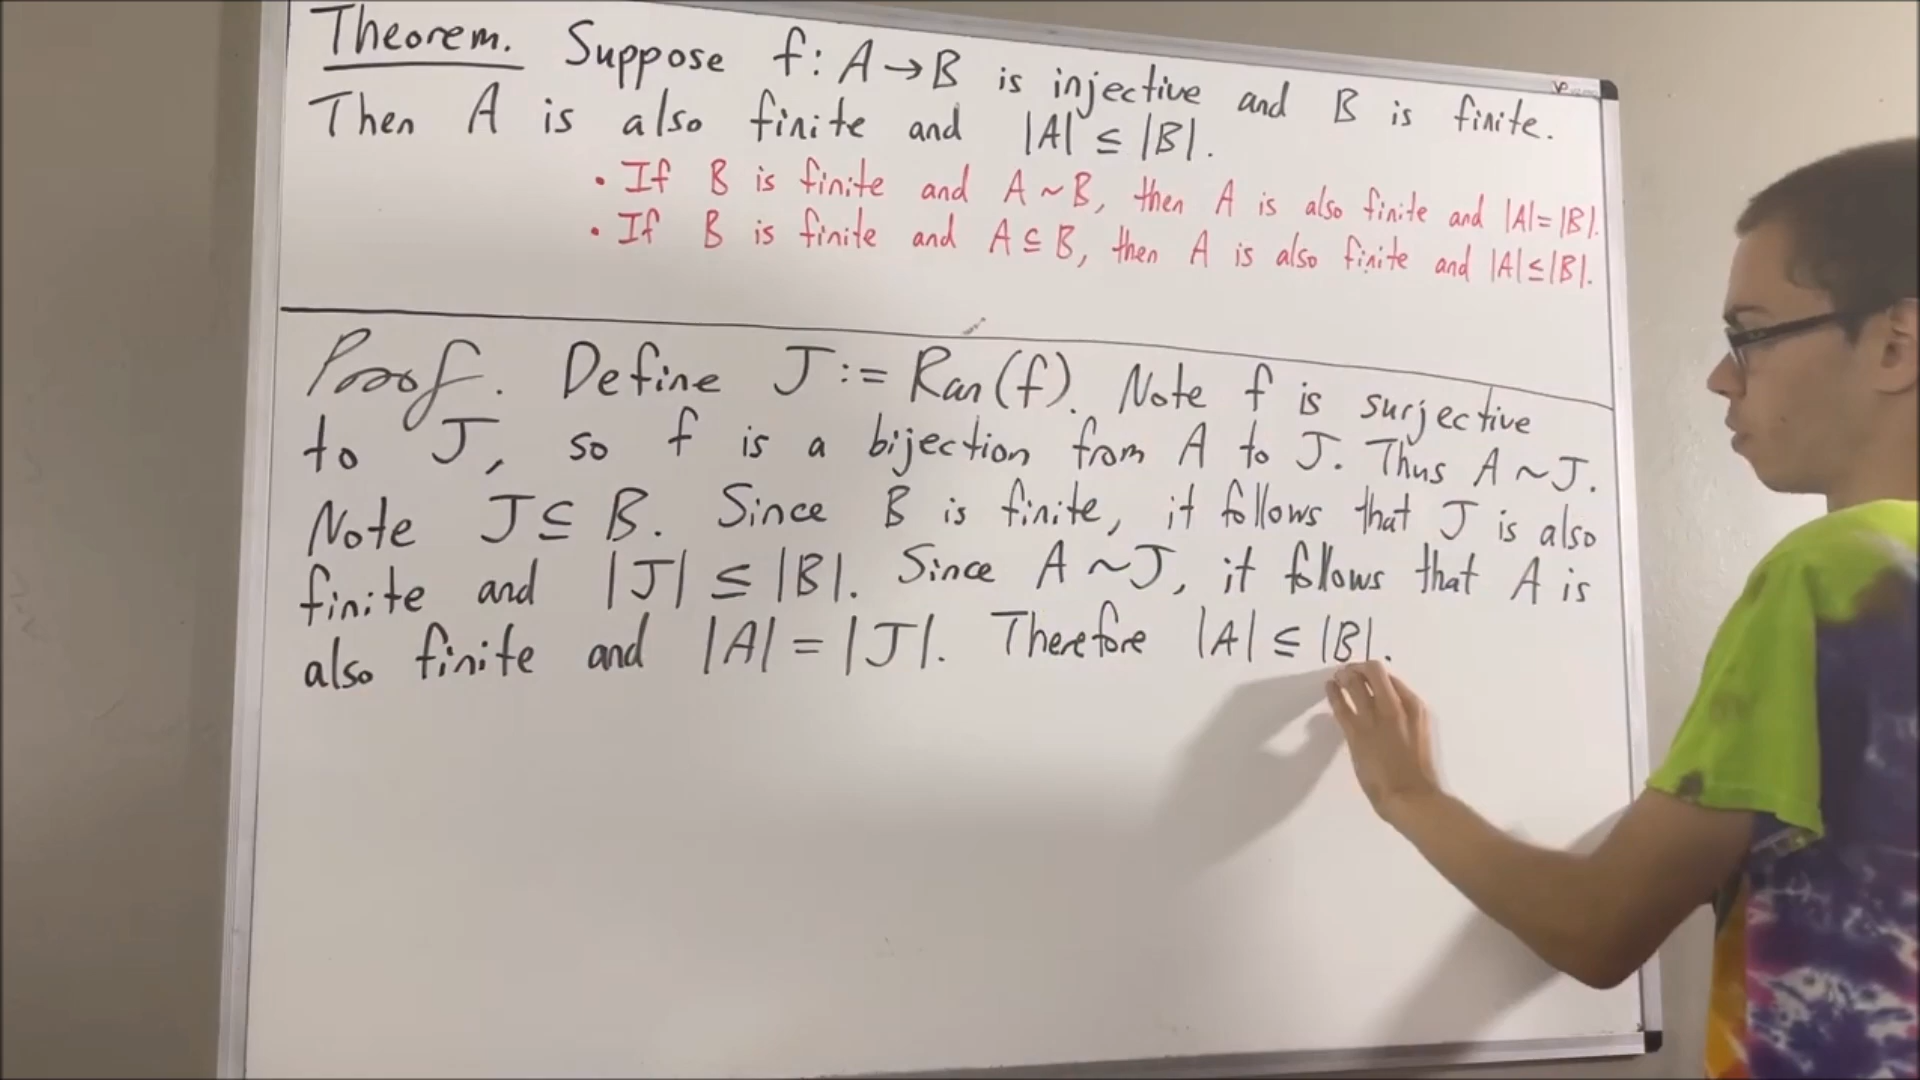 Theorem. Suppose f: A → B is injective and B is finite.
Then A is also finite and |A| ≤ |B|.
• If B is finite and A ~ B, then A is also finite and |A| = |B|.
• If B is finite and A ⊆ B, then A is also finite and |A| ≤ |B|.
Proof. Define J := Ran(f). Note f is surjective
to J, so f is a bijection from A to J. Thus A ~ J.
Note J ⊆ B. Since B is finite, it follows that J is also
finite and |J| ≤ |B|. Since A ~ J, it follows that A is
also finite and |A| = |J|. Therefore |A| ≤ |B|.